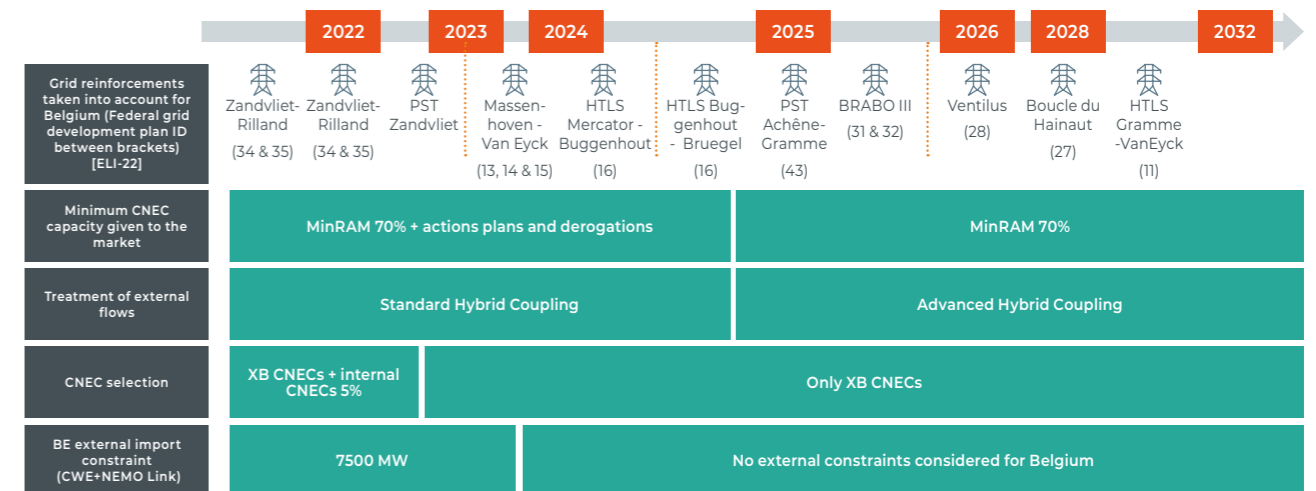 2022
2023
2024
2025
2026
2028
2032
Grid reinforcements
taken into account for
Belgium (Federal grid
development plan ID
between brackets)
[ELI-22]
Zandvliet-
Rilland
(34 & 35)
Zandvliet-
Rilland
(34 & 35)
PST
Zandvliet
Massen-
hoven -
Van Eyck
(13, 14 & 15)
HTLS
Mercator -
Buggenhout
(16)
HTLS Bug-
genhout
- Bruegel
(16)
PST
Achêne-
Gramme
(43)
BRABO III
(31 & 32)
Ventilus
(28)
Boucle du
Hainaut
(27)
HTLS
Gramme
-VanEyck
(11)
Minimum CNEC
capacity given to the
market
MinRAM 70% + actions plans and derogations
MinRAM 70%
Treatment of external
flows
Standard Hybrid Coupling
Advanced Hybrid Coupling
CNEC selection
XB CNECs + internal
CNECs 5%
Only XB CNECs
BE external import
constraint
(CWE+NEMO Link)
7500 MW
No external constraints considered for Belgium